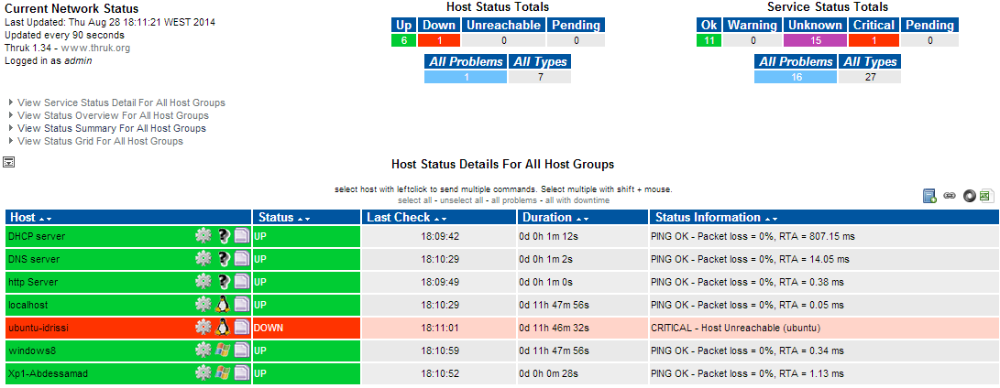 Current Network Status
Last Updated: Thu Aug 28 18:11:21 WEST 2014
Updated every 90 seconds
Thruk 1.34 - www.thruk.org
Logged in as admin
Host Status Totals
Up Down Unreachable Pending
6 1 0 0
All Problems All Types
1 7
Service Status Totals
Ok Warning Unknown Critical Pending
11 0 15 1 0
All Problems All Types
16 27
View Service Status Detail For All Host Groups
View Status Overview For All Host Groups
View Status Summary For All Host Groups
View Status Grid For All Host Groups
Host Status Details For All Host Groups
select host with leftclick to send multiple commands. Select multiple with shift + mouse.
select all - unselect all - all problems - all with downtime
Host Status Last Check Duration Status Information
DHCP server UP 18:09:42 0d 0h 1m 12s PING OK - Packet loss = 0%, RTA = 807.15 ms
DNS server UP 18:10:29 0d 0h 1m 2s PING OK - Packet loss = 0%, RTA = 14.05 ms
http Server UP 18:09:49 0d 0h 1m 0s PING OK - Packet loss = 0%, RTA = 0.38 ms
localhost UP 18:10:29 0d 11h 47m 56s PING OK - Packet loss = 0%, RTA = 0.05 ms
ubuntu-idrissi DOWN 18:11:01 0d 11h 46m 32s CRITICAL - Host Unreachable (ubuntu)
windows8 UP 18:10:59 0d 11h 47m 56s PING OK - Packet loss = 0%, RTA = 0.34 ms
Xp1-Abdessamad UP 18:10:52 0d 0h 0m 28s PING OK - Packet loss = 0%, RTA = 1.13 ms